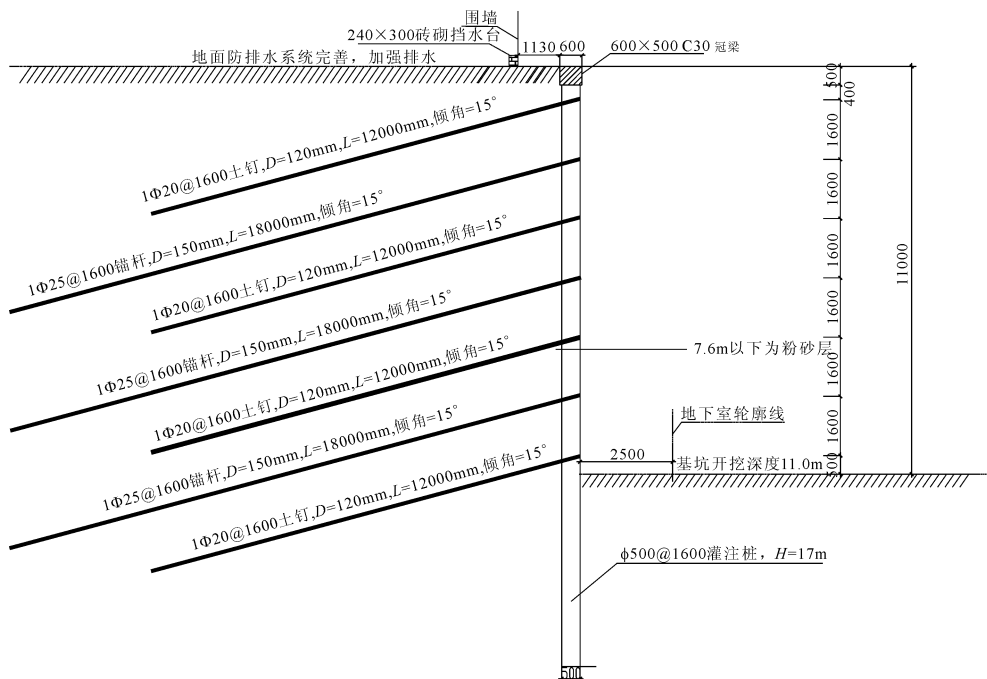 围墙
240×300砖砌挡水台
地面防排水系统完善，加强排水
1130 600
600×500 C30 冠梁
500
400
1600
1600
1600
1600
1600
1600
500
11000
1Φ20@1600土钉,D=120mm,L=12000mm,倾角=15°
1Φ25@1600锚杆,D=150mm,L=18000mm,倾角=15°
1Φ20@1600土钉,D=120mm,L=12000mm,倾角=15°
1Φ25@1600锚杆,D=150mm,L=18000mm,倾角=15°
1Φ20@1600土钉,D=120mm,L=12000mm,倾角=15°
1Φ25@1600锚杆,D=150mm,L=18000mm,倾角=15°
1Φ20@1600土钉,D=120mm,L=12000mm,倾角=15°
7.6m以下为粉砂层
地下室轮廓线
2500
基坑开挖深度11.0m
ϕ500@1600灌注桩，H=17m
500